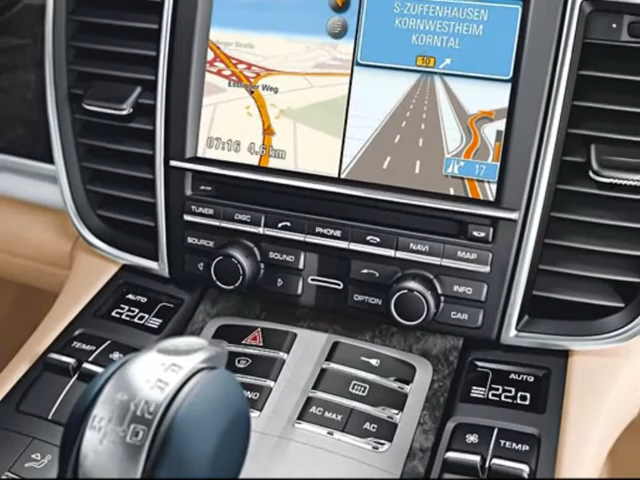 S-ZUFFENHAUSEN
KORNWESTHEIM
KORNTAL
10
Weg
07:16 4.6 km
17
TUNER DISC PHONE NAVI MAP
SOURCE SOUND INFO
OPTION CAR
AUTO
22.0
AUTO
22.0
TEMP
AC MAX AC
TEMP